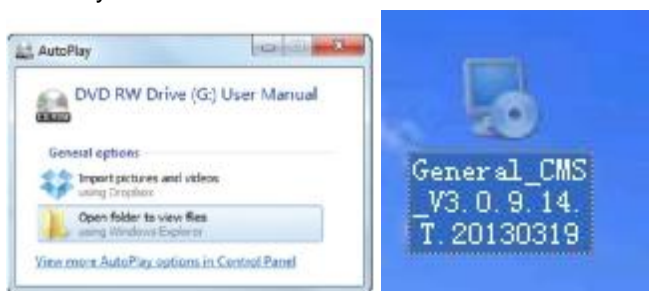 AutoPlay
DVD RW Drive (G:) User Manual
General options
Import pictures and videos
using Dropbox
Open folder to view files
using Windows Explorer
View more AutoPlay options in Control Panel
General_CMS
_V3.0.9.14.
T.20130319